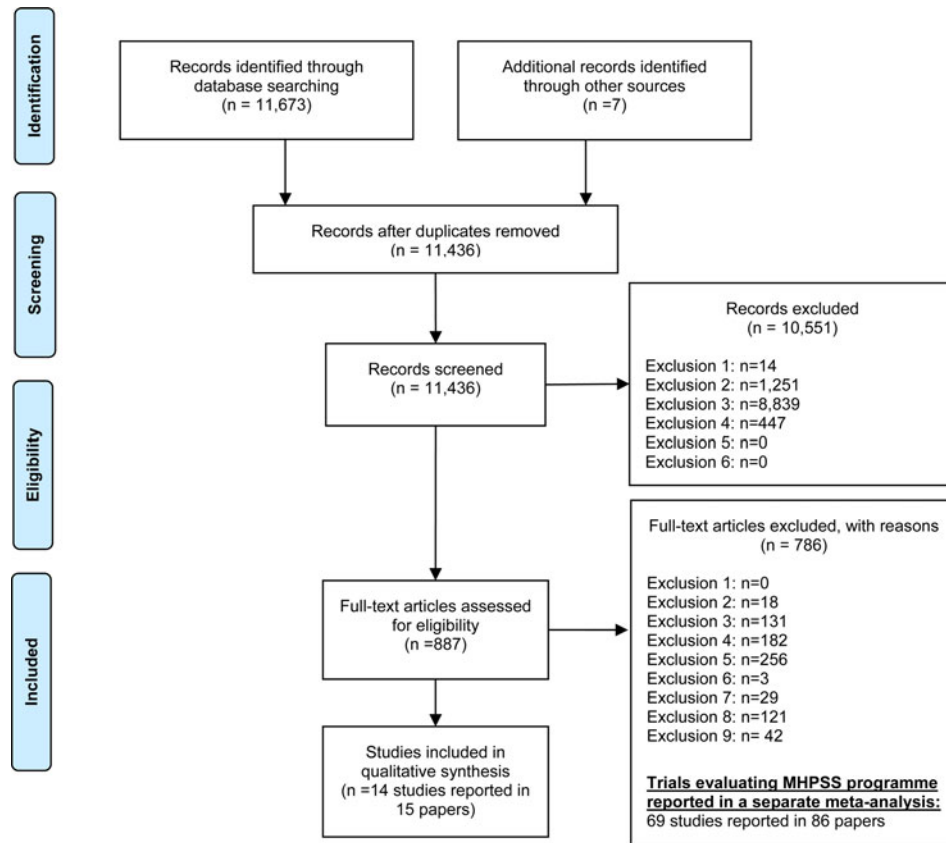 Identification
Records identified through
database searching
(n = 11,673)
Additional records identified
through other sources
(n =7)
Screening
Records after duplicates removed
(n = 11,436)
Records screened
(n = 11,436)
Records excluded
(n = 10,551)
Exclusion 1: n=14
Exclusion 2: n=1,251
Exclusion 3: n=8,839
Exclusion 4: n=447
Exclusion 5: n=0
Exclusion 6: n=0
Eligibility
Full-text articles assessed
for eligibility
(n =887)
Full-text articles excluded, with reasons
(n = 786)
Exclusion 1: n=0
Exclusion 2: n=18
Exclusion 3: n=131
Exclusion 4: n=182
Exclusion 5: n=256
Exclusion 6: n=3
Exclusion 7: n=29
Exclusion 8: n=121
Exclusion 9: n= 42
Trials evaluating MHPSS programme
reported in a separate meta-analysis:
69 studies reported in 86 papers
Included
Studies included in
qualitative synthesis
(n =14 studies reported in
15 papers)